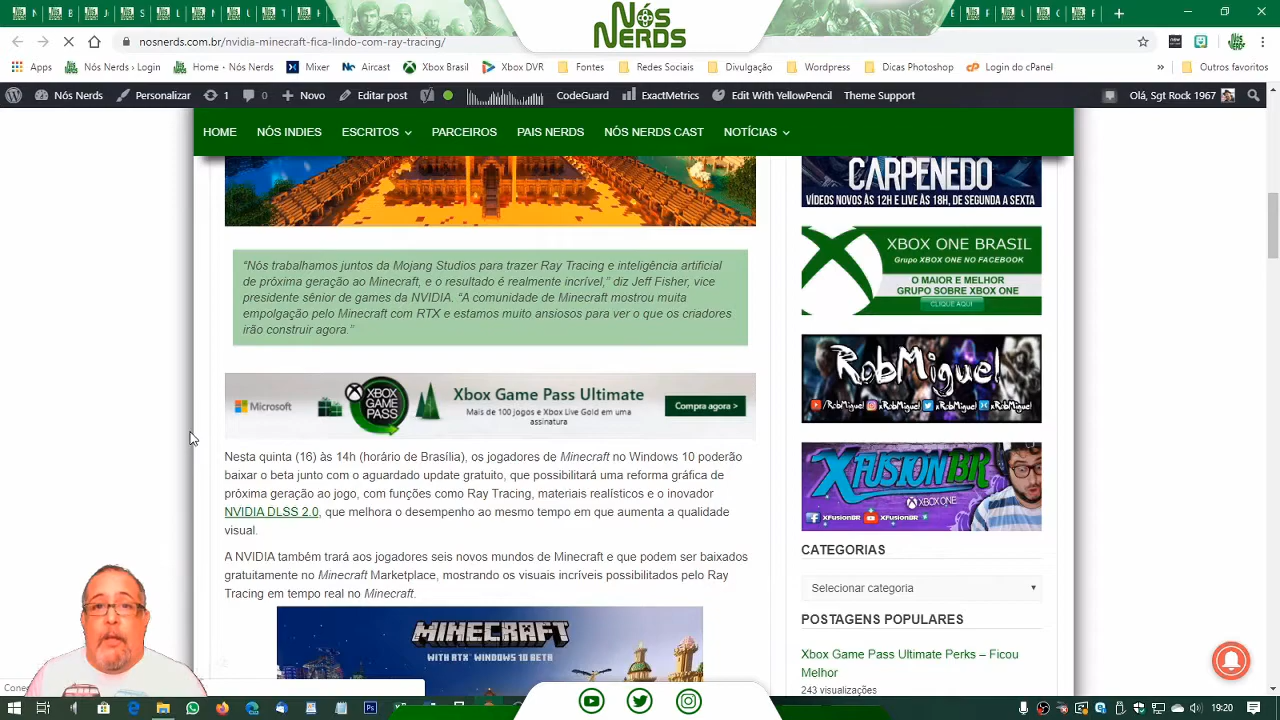 NÓS
NERDS
nosnerds.com.br/nvidia-minecraft-fica-lindo-com-ray-tracing/
Apps Nós Nerds › Login Home - Nós Nerds Mixer Aircast Xbox Brasil Xbox DVR Fontes Redes Sociais Divulgação Wordpress Dicas Photoshop Login do cPanel » Outros favoritos
Nós Nerds Personalizar 1 0 Novo Editar post GuardCode ExactMetrics Edit With YellowPencil Theme Support Olá, Sgt Rock 1967
HOME NÓS INDIES ESCRITOS PARCEIROS PAIS NERDS NÓS NERDS CAST NOTÍCIAS
CARPENEDO
VÍDEOS NOVOS ÀS 12H E LIVE ÀS 18H, DE SEGUNDA A SEXTA
XBOX ONE BRASIL
Grupo XBOX ONE NO FACEBOOK
O MAIOR E MELHOR
GRUPO SOBRE XBOX ONE
CLIQUE AQUI
"Nós trabalhamos juntos da Mojang Studios para trazer Ray Tracing e inteligência artificial
de próxima geração ao Minecraft, e o resultado é realmente incrível," diz Jeff Fisher, vice
sênior de games da NVIDIA. "A comunidade de Minecraft mostrou muita
empolgação pelo Minecraft com RTX e estamos muito ansiosos para ver o que os criadores
irão construir agora."
RobMiguel
/RobMiguel xRobMiguel xRobMiguel xRobMiguel
Microsoft
XBOX
GAME
PASS
Xbox Game Pass Ultimate
Mais de 100 jogos e Xbox Live Gold em uma
assinatura
Compra agora >
XFUSIONBR
XBOX ONE
XFusionBR XFusionBR
Nesta quinta (16) às 14h (horário de Brasília), os jogadores de Minecraft no Windows 10 poderão
baixar o beta junto com o aguardado update gratuito, que possibilitará uma reforma gráfica de
ao jogo, com funções como Ray Tracing, materiais realísticos e o inovador
NVIDIA DLSS 2.0, que melhora o desempenho ao mesmo tempo em que aumenta a qualidade
visual.
A NVIDIA também trará aos jogadores seis novos mundos de Minecraft e que podem ser baixados
gratuitamente no Minecraft Marketplace, mostrando os visuais incríveis possibilitados pelo Ray
Tracing em tempo real no Minecraft.
MINECRAFT
WITH RTX WINDOWS 10 BETA
CATEGORIAS
Selecionar categoria
POSTAGENS POPULARES
Xbox Game Pass Ultimate Perks – Ficou
Melhor
243 visualizações
19:20